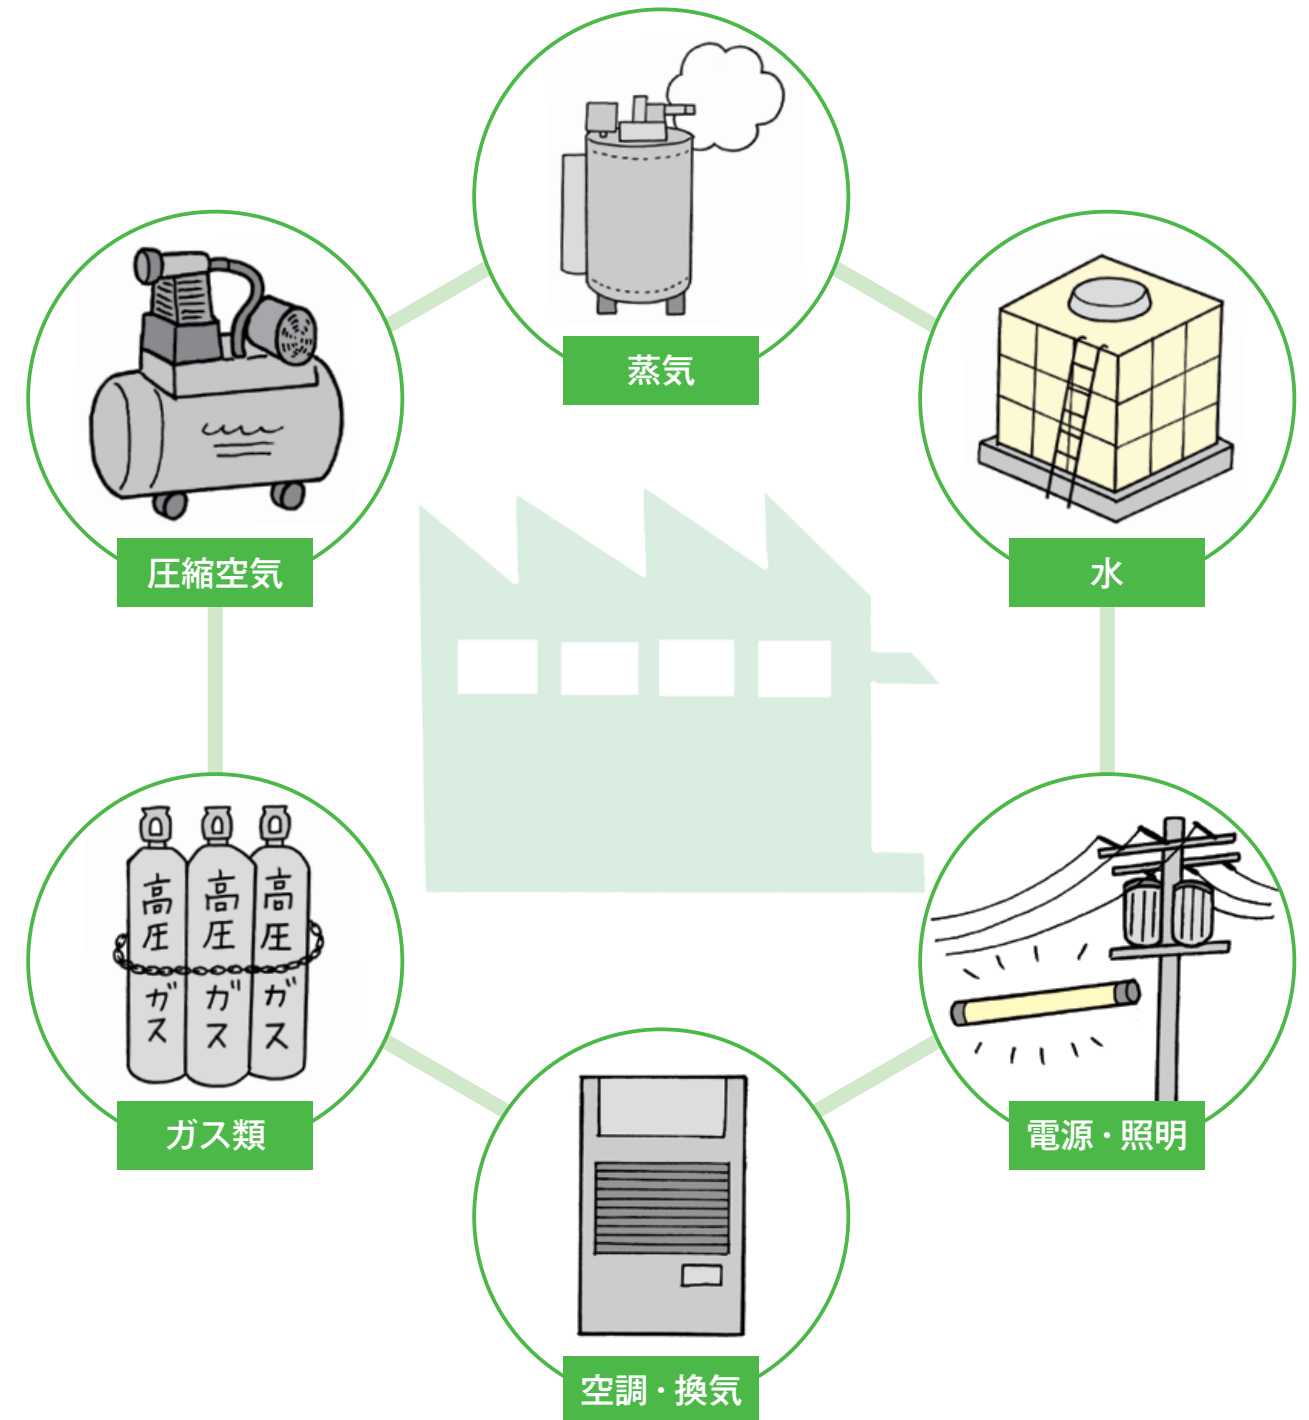 蒸気
圧縮空気
水
高圧ガス
高圧ガス
高圧ガス
ガス類
電源・照明
空調・換気